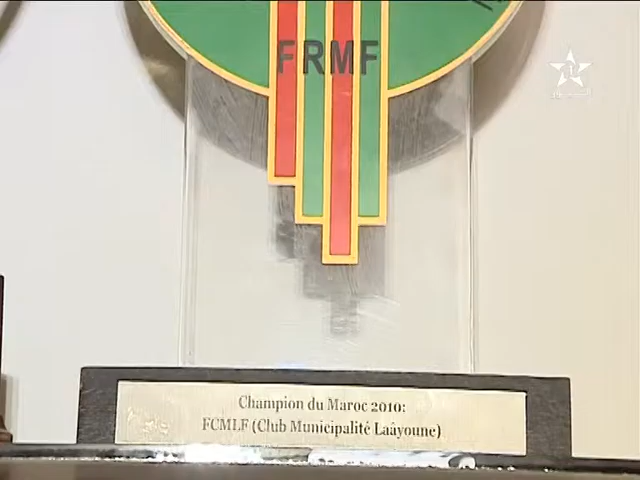 FRMF
Champion du Maroc 2010:
FCMLF (Club Municipalité Laâyoune)